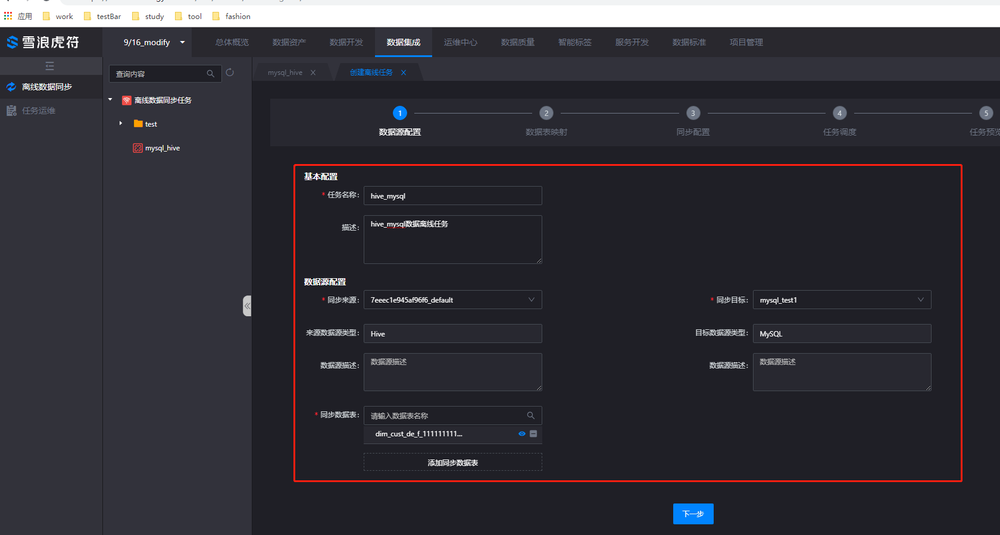 应用
work
testBar
study
tool
fashion
雪浪虎符
9/16_modify
总体概览
数据资产
数据开发
数据集成
运维中心
数据质量
智能标签
服务开发
数据标准
项目管理
离线数据同步
任务运维
查询内容
离线数据同步任务
test
mysql_hive
mysql_hive X
创建离线任务 X
1
2
3
4
5
数据源配置
数据表映射
同步配置
任务调度
任务预览
基本配置
* 任务名称: hive_mysql
描述: hive_mysql数据离线任务
数据源配置
* 同步来源: 7eeec1e945af96f6_default
* 同步目标: mysql_test1
来源数据源类型: Hive
目标数据源类型: MySQL
数据源描述: 数据源描述
数据源描述: 数据源描述
* 同步数据表: 请输入数据表名称
dim_cust_de_f_111111111...
添加同步数据表
下一步